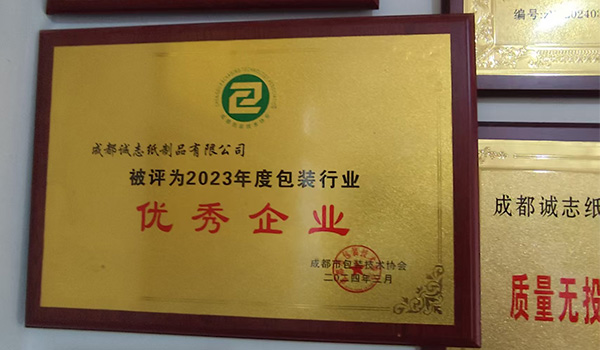 成都诚志纸制品有限公司
被评为2023年度包装行业
优秀企业
成都市包装技术协会
二〇二四年三月
成都诚志纸
质量无投